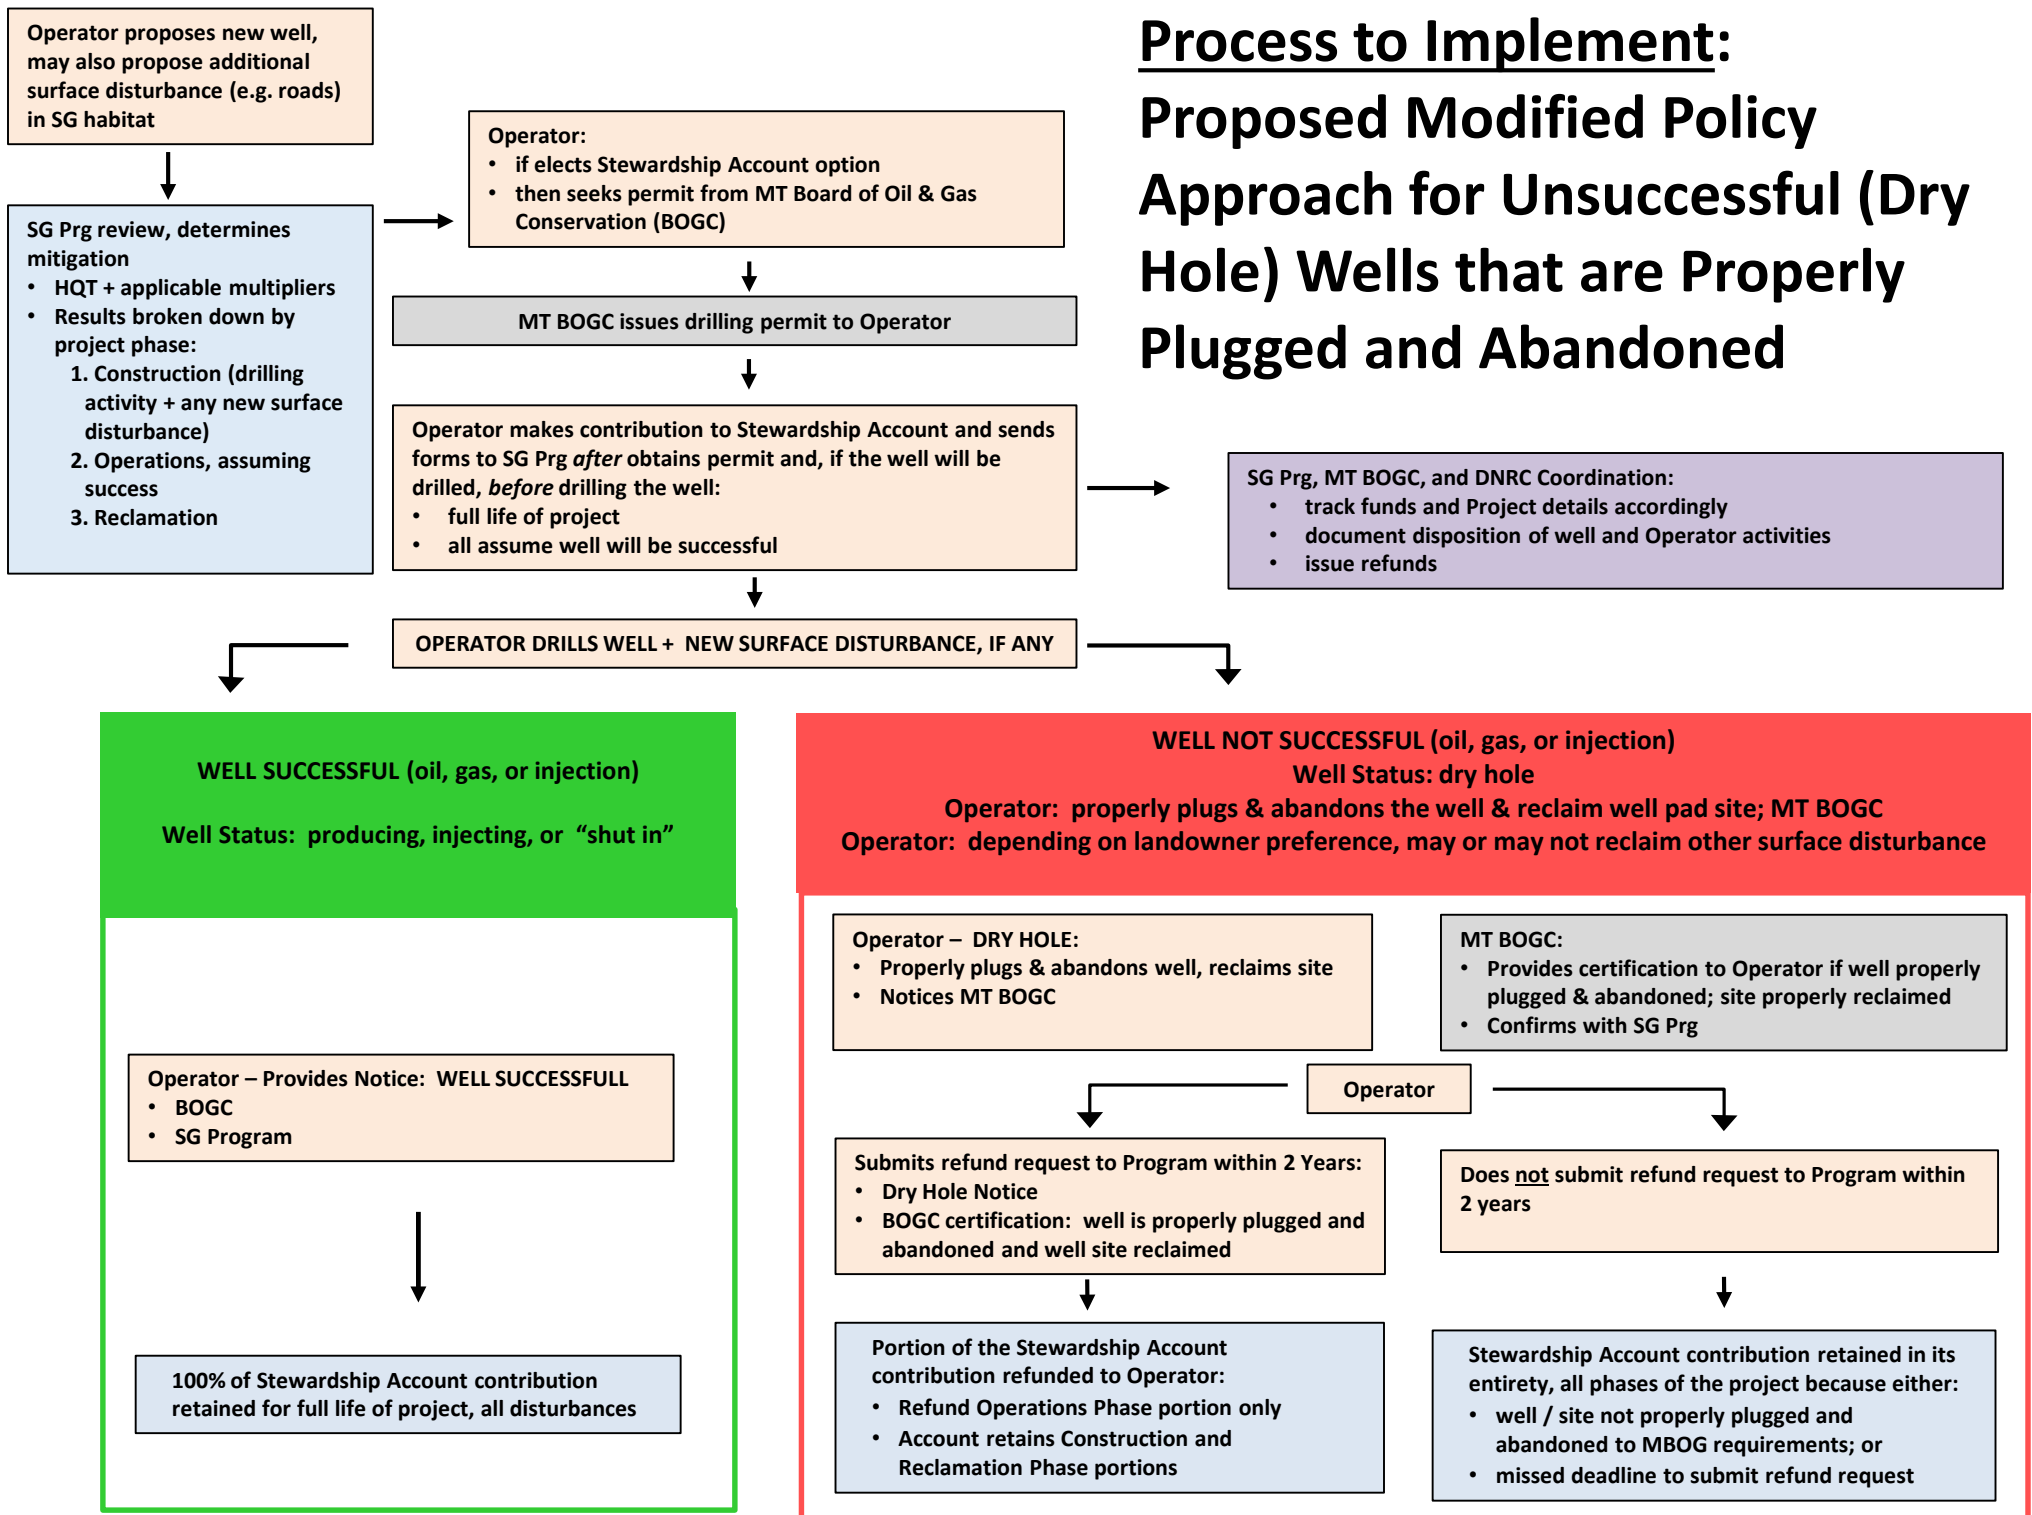 Operator proposes new well,
may also propose additional
surface disturbance (e.g. roads)
in SG habitat
Process to Implement:
Proposed Modified Policy
Approach for Unsuccessful (Dry
Hole) Wells that are Properly
Plugged and Abandoned
SG Prg review, determines
mitigation
• HQT + applicable multipliers
• Results broken down by
project phase:
1. Construction (drilling
activity + any new surface
disturbance)
2. Operations, assuming
success
3. Reclamation
Operator:
• if elects Stewardship Account option
• then seeks permit from MT Board of Oil & Gas
Conservation (BOGC)
MT BOGC issues drilling permit to Operator
Operator makes contribution to Stewardship Account and sends
forms to SG Prg after obtains permit and, if the well will be
drilled, before drilling the well:
• full life of project
• all assume well will be successful
SG Prg, MT BOGC, and DNRC Coordination:
• track funds and Project details accordingly
• document disposition of well and Operator activities
• issue refunds
OPERATOR DRILLS WELL + NEW SURFACE DISTURBANCE, IF ANY
WELL SUCCESSFUL (oil, gas, or injection)
Well Status: producing, injecting, or “shut in”
Operator – Provides Notice: WELL SUCCESSFULL
• BOGC
• SG Program
100% of Stewardship Account contribution
retained for full life of project, all disturbances
WELL NOT SUCCESSFUL (oil, gas, or injection)
Well Status: dry hole
Operator: properly plugs & abandons the well & reclaim well pad site; MT BOGC
Operator: depending on landowner preference, may or may not reclaim other surface disturbance
Operator – DRY HOLE:
• Properly plugs & abandons well, reclaims site
• Notices MT BOGC
MT BOGC:
• Provides certification to Operator if well properly
plugged & abandoned; site properly reclaimed
• Confirms with SG Prg
Operator
Submits refund request to Program within 2 Years:
• Dry Hole Notice
• BOGC certification: well is properly plugged and
abandoned and well site reclaimed
Does not submit refund request to Program within
2 years
Portion of the Stewardship Account
contribution refunded to Operator:
• Refund Operations Phase portion only
• Account retains Construction and
Reclamation Phase portions
Stewardship Account contribution retained in its
entirety, all phases of the project because either:
• well / site not properly plugged and
abandoned to MBOG requirements; or
• missed deadline to submit refund request